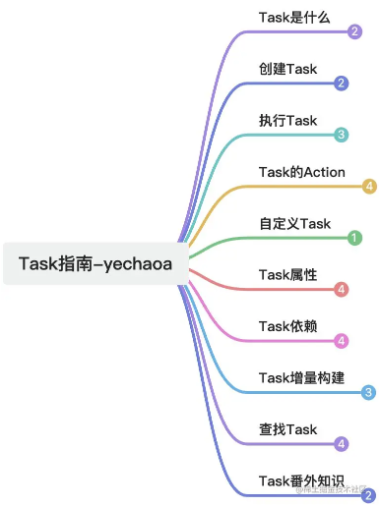 Task是什么
2
创建Task
2
执行Task
3
Task的Action
4
自定义Task
1
Task指南-yechaoa
Task属性
4
Task依赖
4
Task增量构建
3
查找Task
4
Task番外知识
@稀土掘金技术社区
2